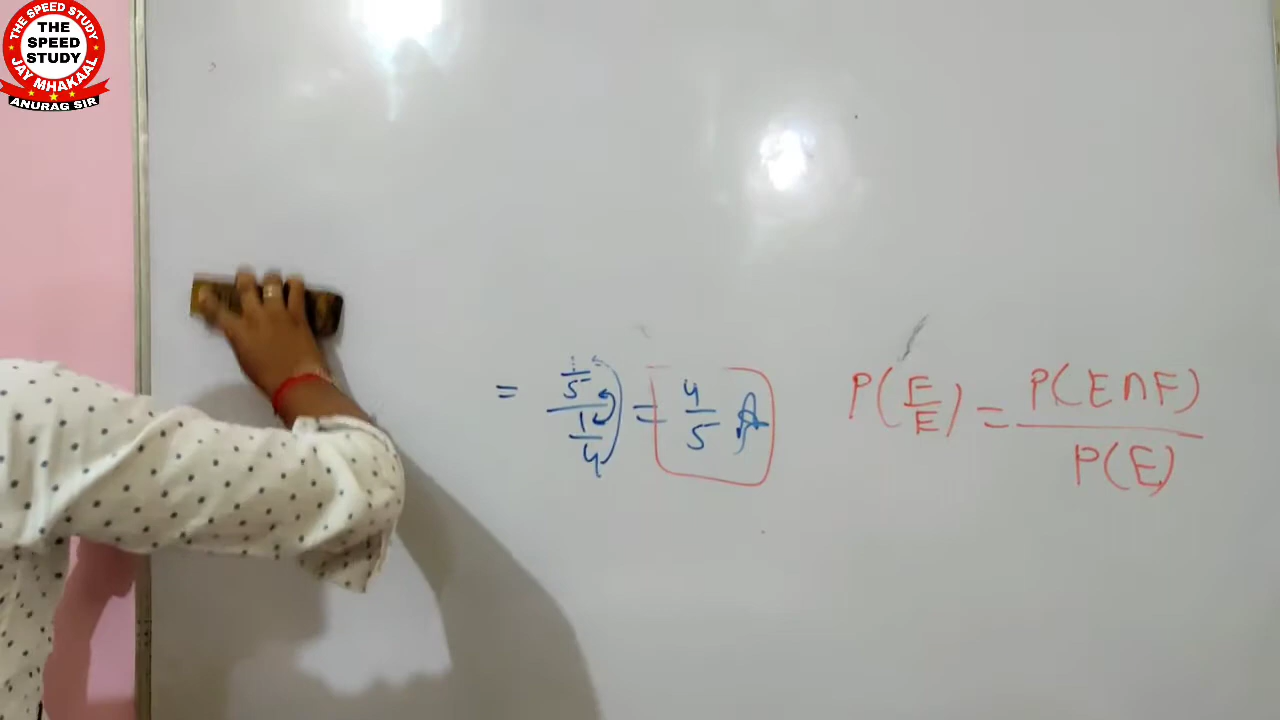 THE SPEED STUDY
THE
SPEED
STUDY
JAY MHAKAAL
ANURAG SIR
= (1/5)/(1/4) = 4/5 A
P(F/E) = P(E∩F)/P(E)